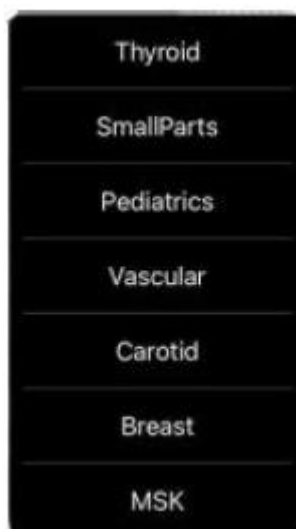 Thyroid
SmallParts
Pediatrics
Vascular
Carotid
Breast
MSK